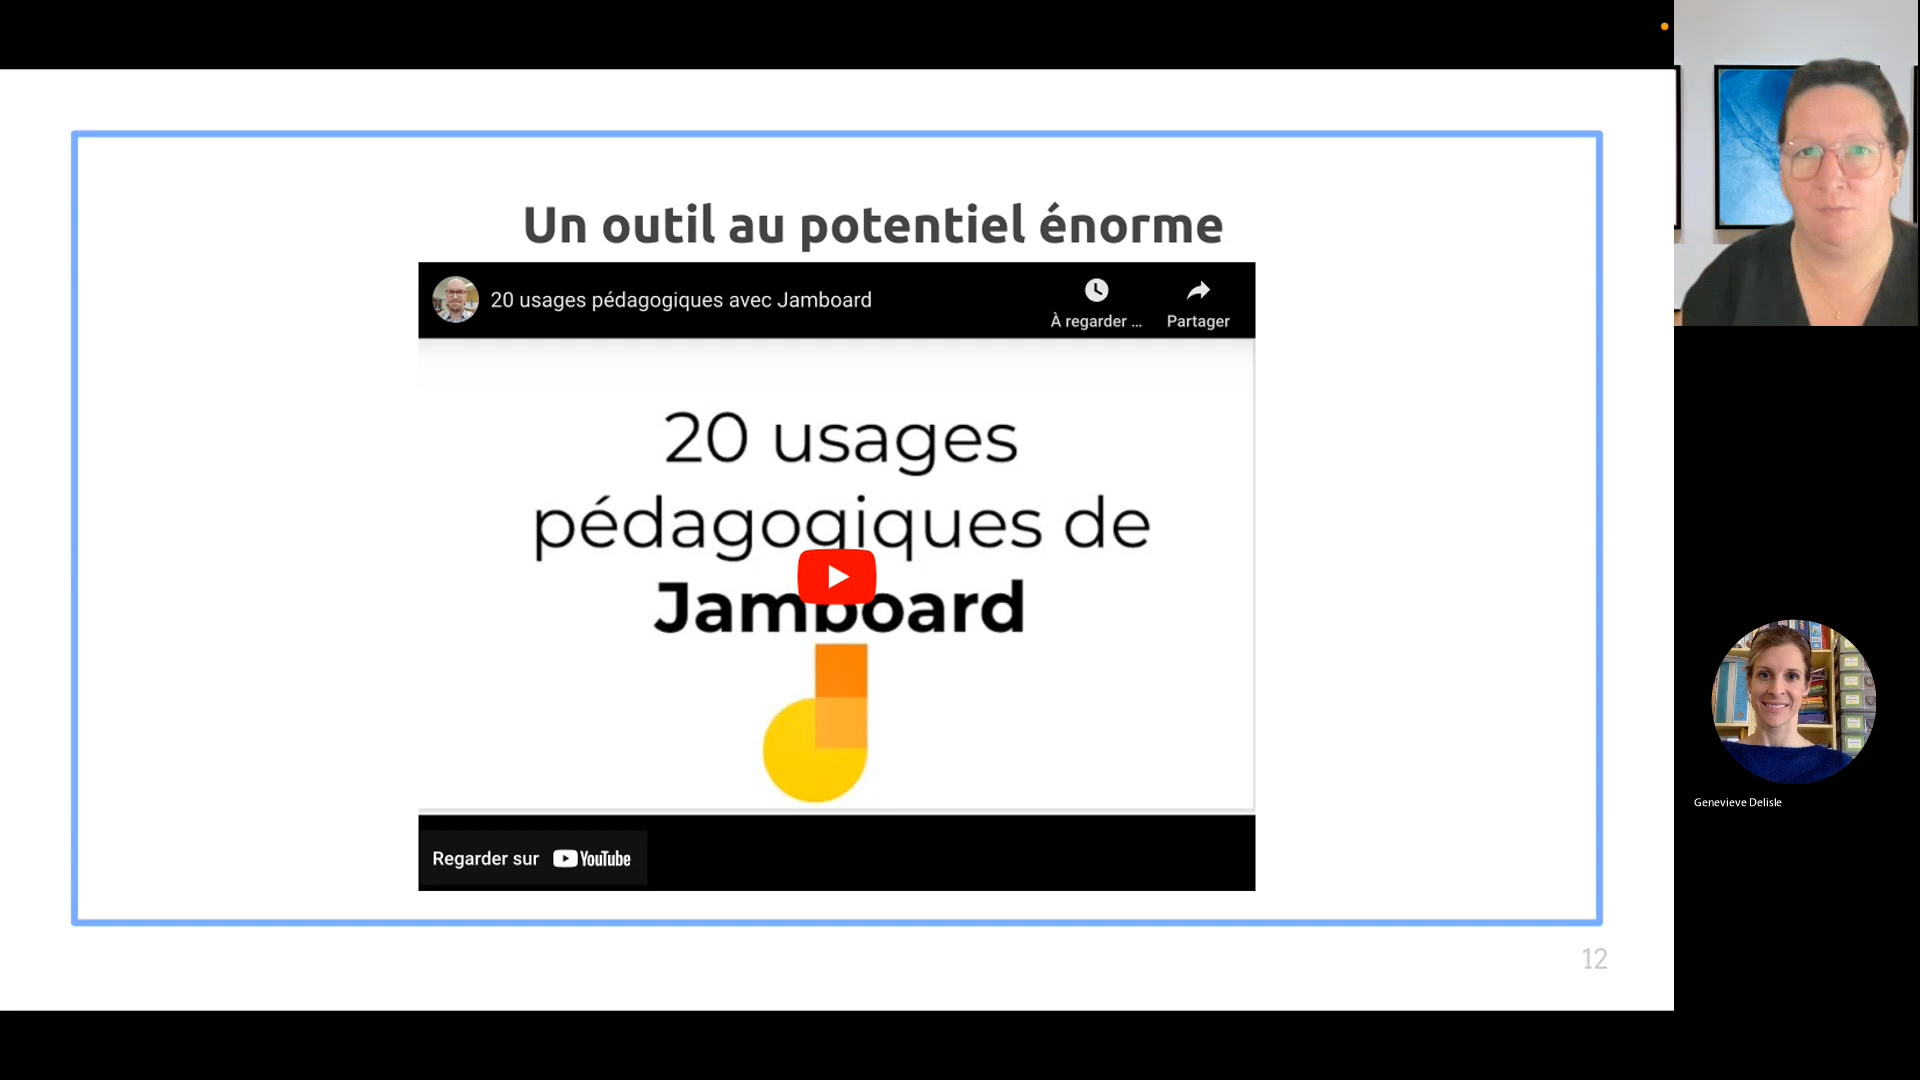 Un outil au potentiel énorme
20 usages pédagogiques avec Jamboard
À regarder ...
Partager
20 usages
pédagogiques de
Jamboard
Regarder sur YouTube
12
Genevieve Delisle